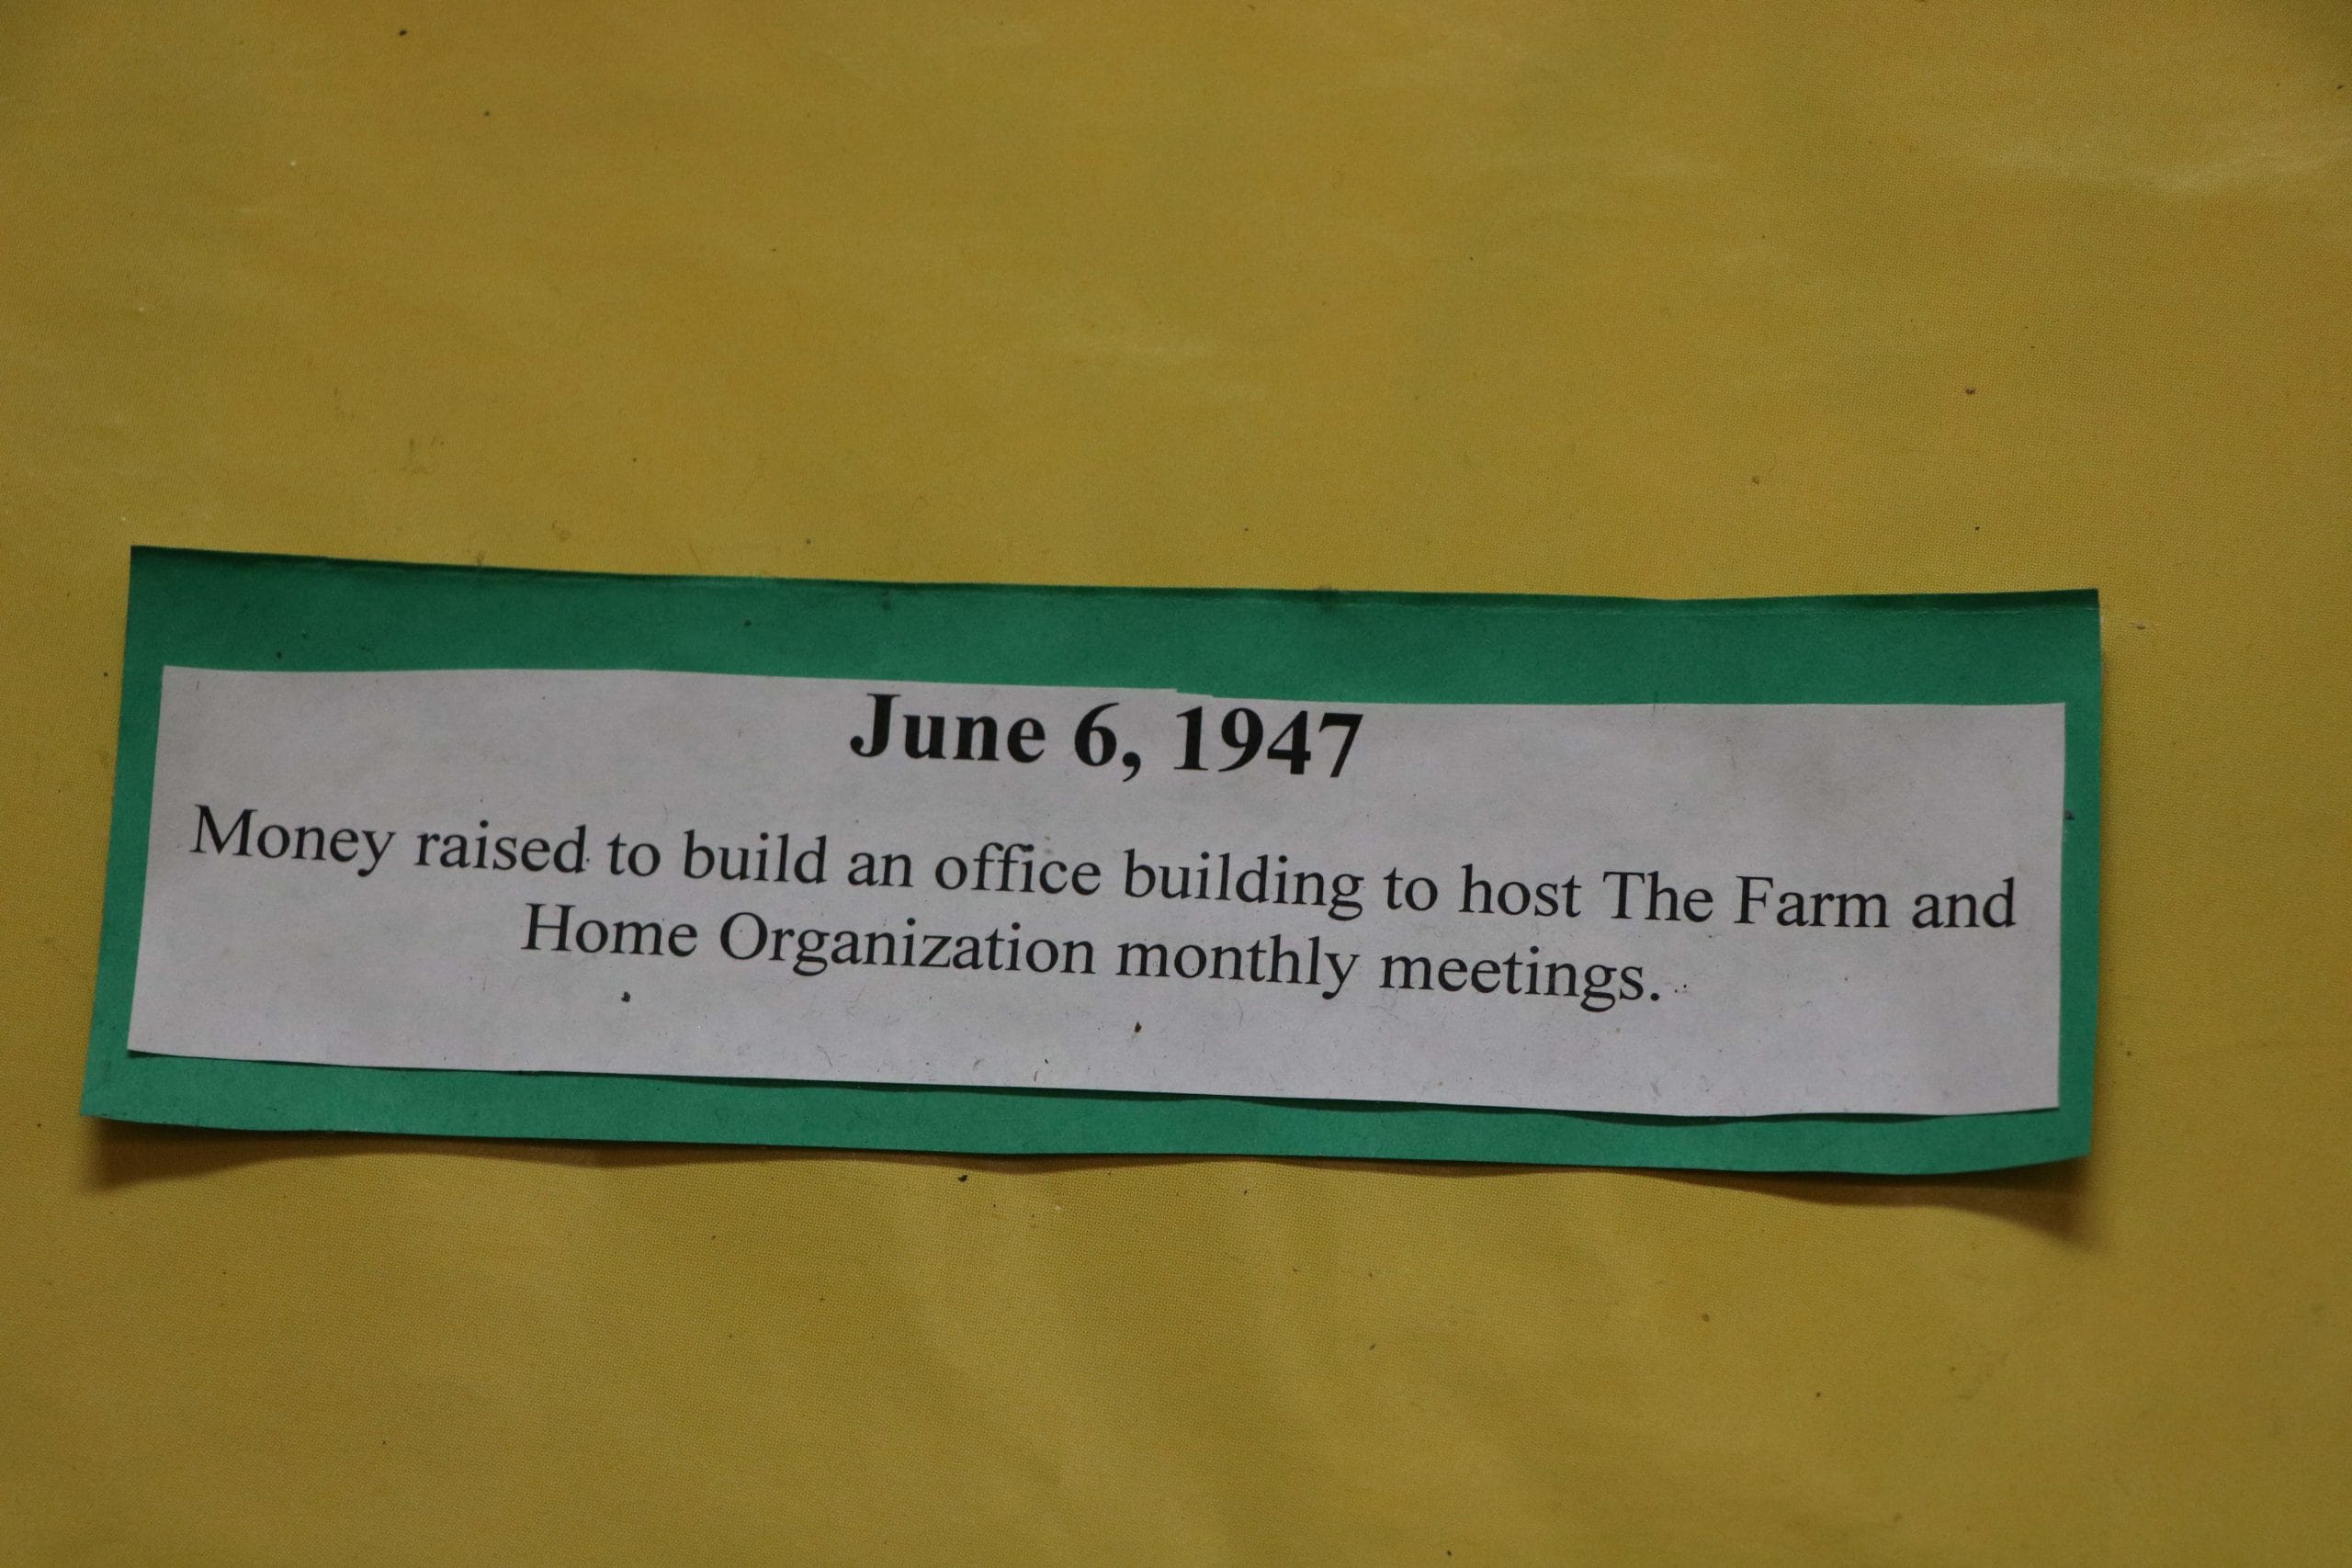 June 6, 1947
Money raised to build an office building to host The Farm and
Home Organization monthly meetings.